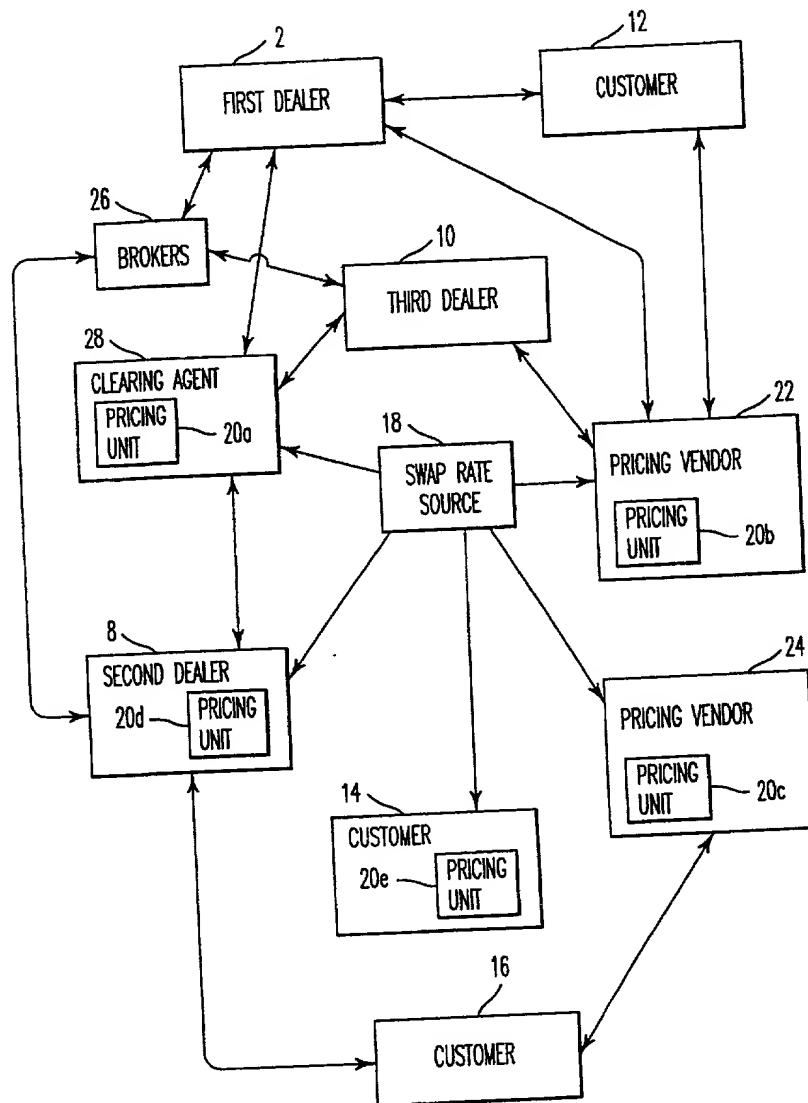 2
FIRST DEALER
12
CUSTOMER
26
BROKERS
10
THIRD DEALER
28
CLEARING AGENT
PRICING
UNIT
20a
18
SWAP RATE
SOURCE
22
PRICING VENDOR
PRICING
UNIT
20b
8
SECOND DEALER
20d
PRICING
UNIT
24
PRICING VENDOR
PRICING
UNIT
20c
14
CUSTOMER
20e
PRICING
UNIT
16
CUSTOMER